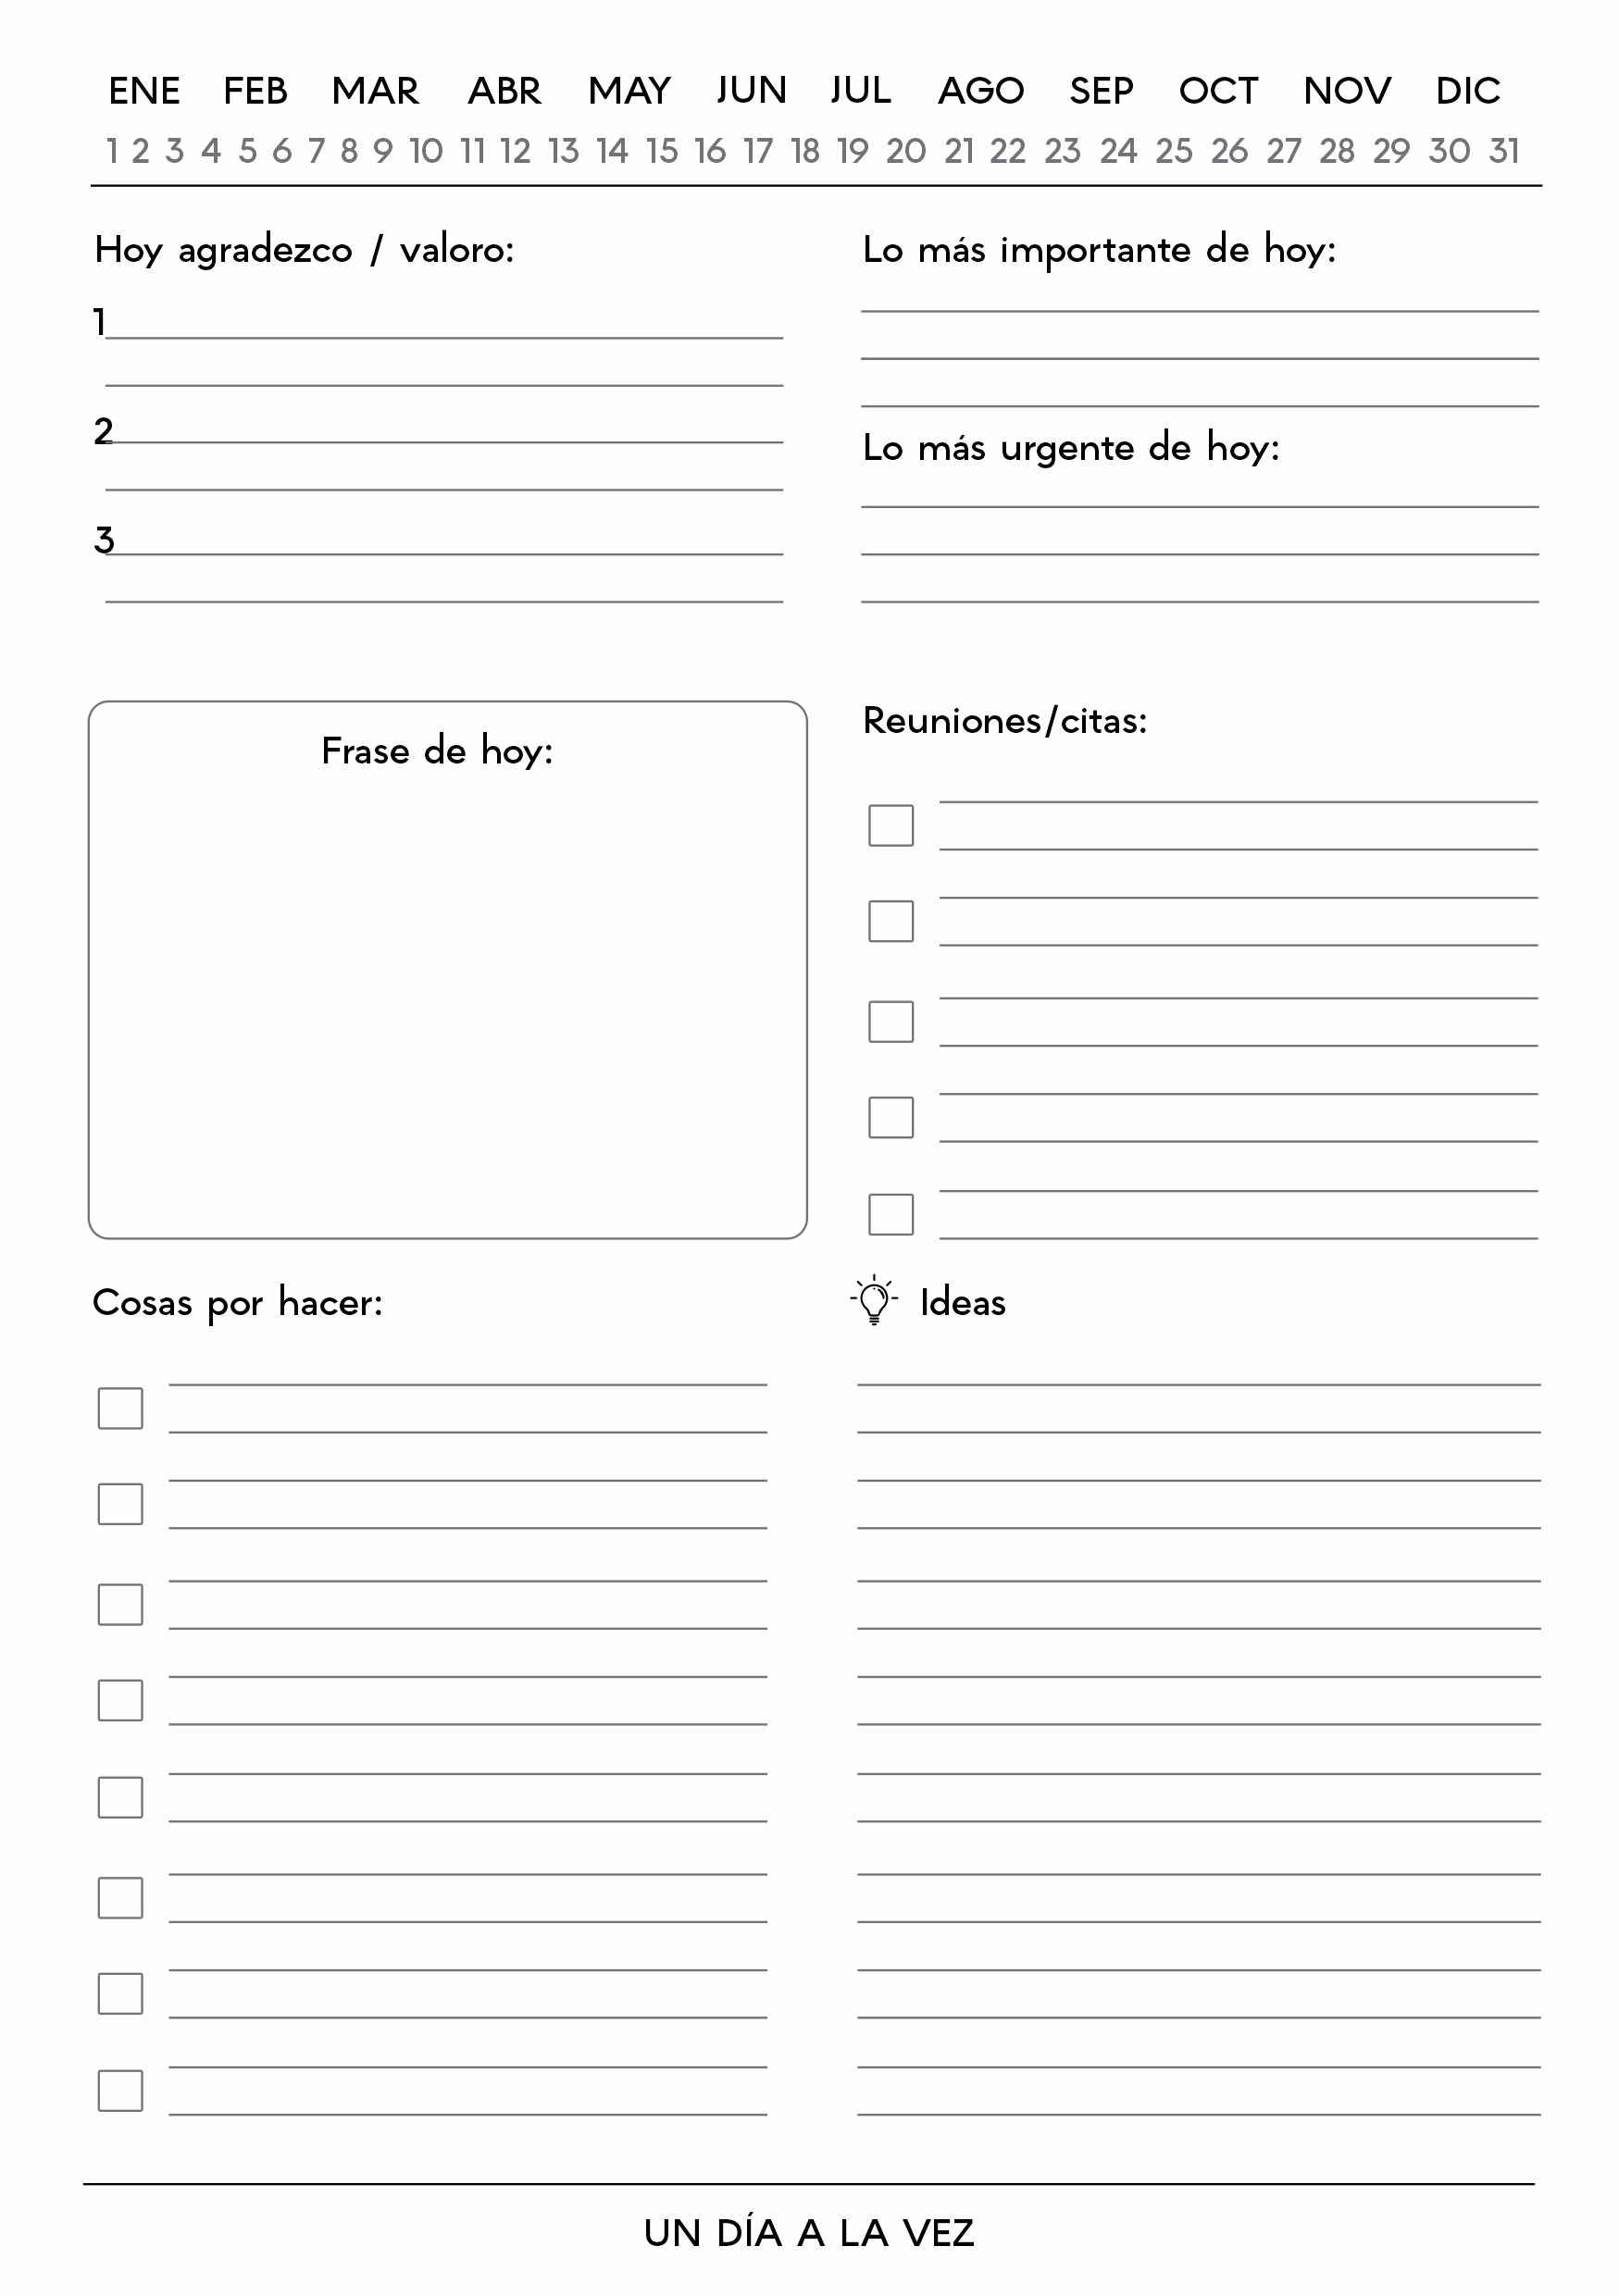 ENE FEB MAR ABR MAY JUN JUL AGO SEP OCT NOV DIC
1 2 3 4 5 6 7 8 9 10 11 12 13 14 15 16 17 18 19 20 21 22 23 24 25 26 27 28 29 30 31
Hoy agradezco / valoro:
1
2
3
Lo más importante de hoy:
Lo más urgente de hoy:
Frase de hoy:
Reuniones/citas:
Cosas por hacer:
Ideas
UN DÍA A LA VEZ